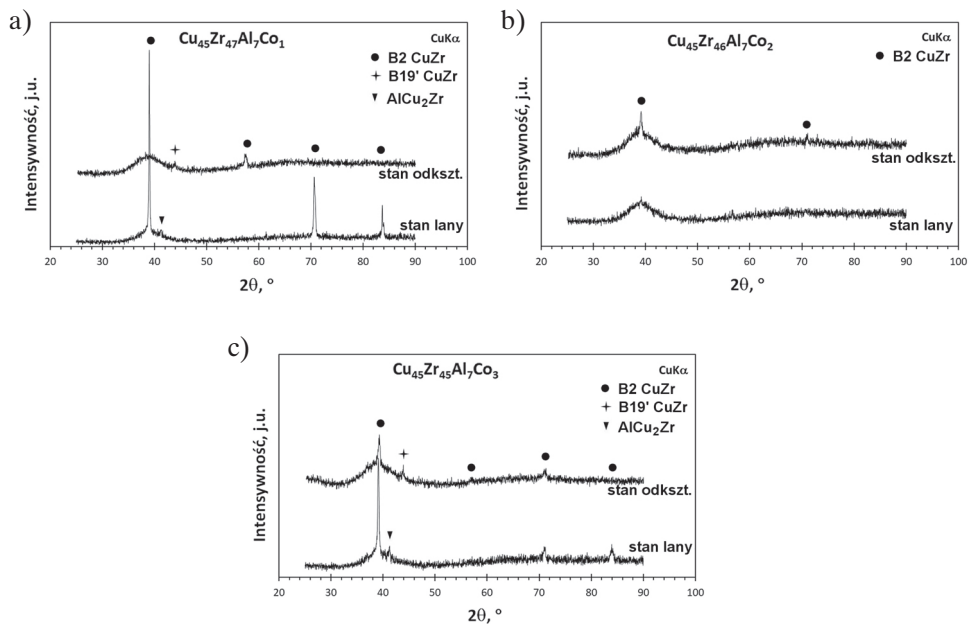 a)
Cu45Zr47Al7Co1
CuKα
B2 CuZr
B19' CuZr
AlCu2Zr
Intensywność, j.u.
stan odkszt.
stan lany
20 30 40 50 60 70 80 90 100
2θ, °
b)
Cu45Zr46Al7Co2
CuKα
B2 CuZr
Intensywność, j.u.
stan odkszt.
stan lany
20 30 40 50 60 70 80 90 100
2θ, °
c)
Cu45Zr45Al7Co3
CuKα
B2 CuZr
B19' CuZr
AlCu2Zr
Intensywność, j.u.
stan odkszt.
stan lany
20 30 40 50 60 70 80 90 100
2θ, °